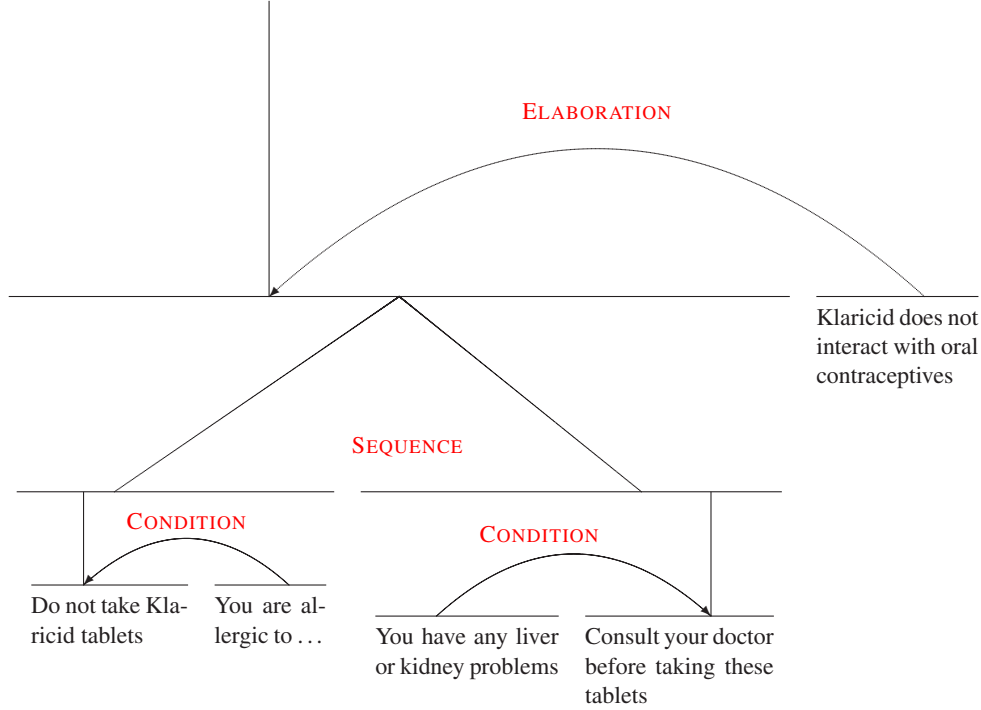 ELABORATION
Klaricid does not
interact with oral
contraceptives
SEQUENCE
CONDITION
Do not take Kla-
ricid tablets
You are al-
lergic to ...
CONDITION
You have any liver
or kidney problems
Consult your doctor
before taking these
tablets